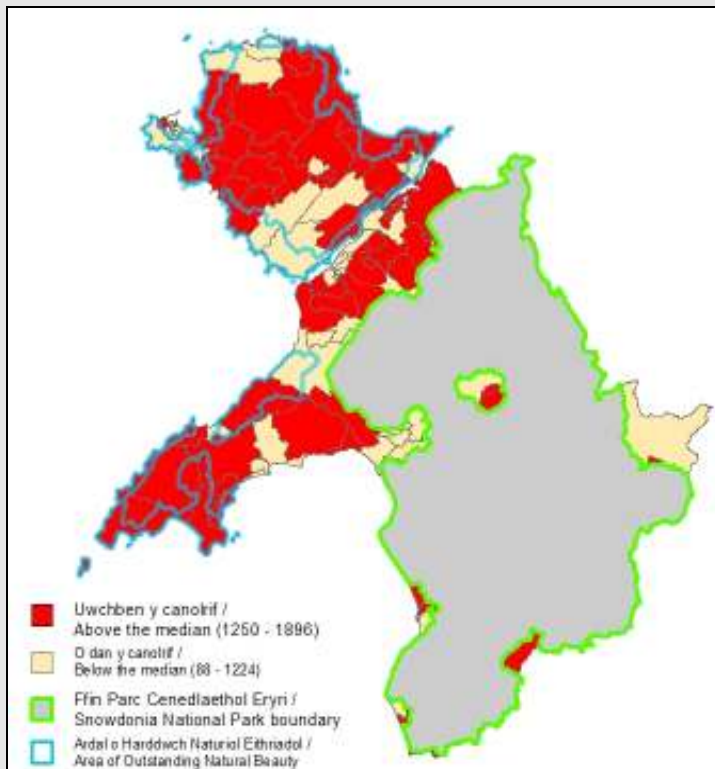 Uwchben y canolrif /
Above the median (1250 - 1896)
O dan y canolrif /
Below the median (88 - 1224)
Ffin Parc Cenedlaethol Eryri /
Snowdonia National Park boundary
Ardal o Harddwch Naturiol Eithriadol /
Area of Outstanding Natural Beauty